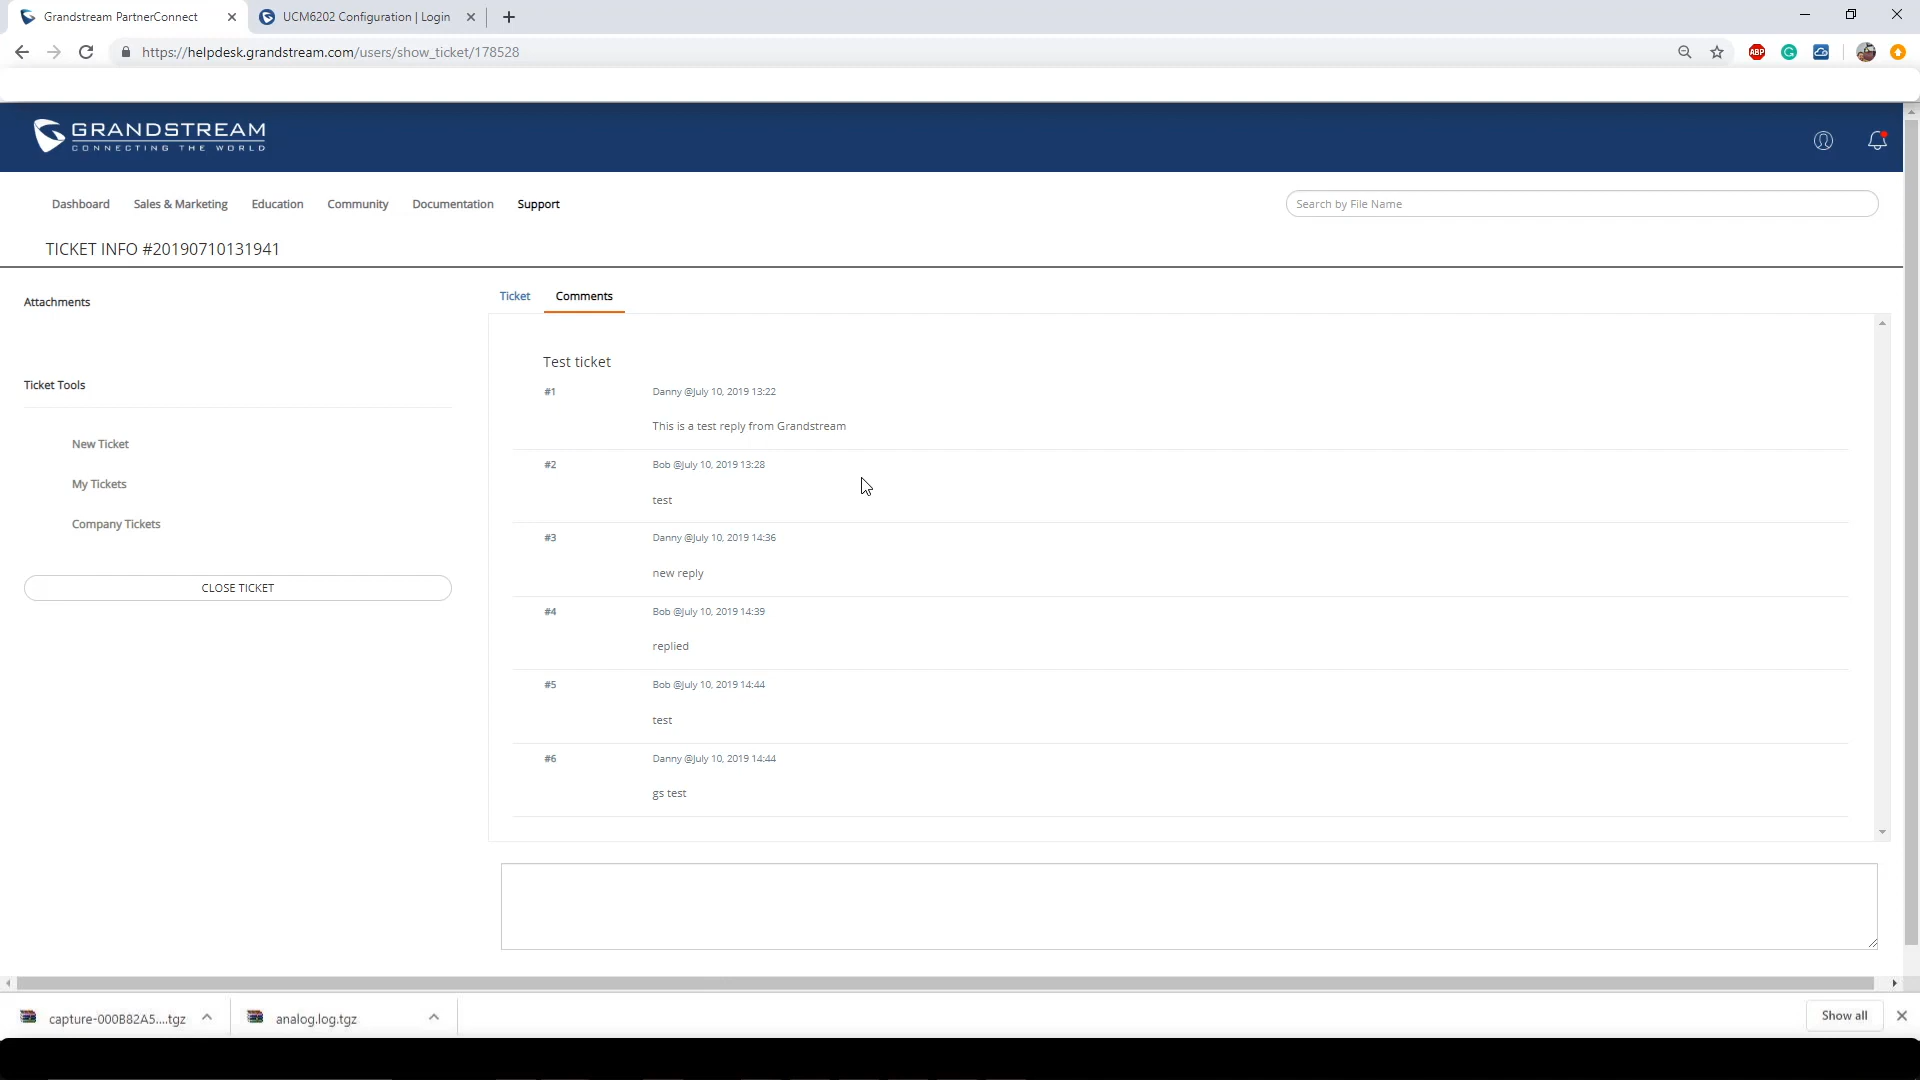 Grandstream PartnerConnect
UCM6202 Configuration | Login
https://helpdesk.grandstream.com/users/show_ticket/178528
ABP
GRANDSTREAM
CONNECTING THE WORLD
Dashboard Sales & Marketing Education Community Documentation Support
Search by File Name
TICKET INFO #20190710131941
Attachments
Ticket Comments
Test ticket
#1 Danny @July 10, 2019 13:22
This is a test reply from Grandstream
#2 Bob @July 10, 2019 13:28
test
#3 Danny @July 10, 2019 14:36
new reply
#4 Bob @July 10, 2019 14:39
replied
#5 Bob @July 10, 2019 14:44
test
#6 Danny @July 10, 2019 14:44
gs test
Ticket Tools
New Ticket
My Tickets
Company Tickets
CLOSE TICKET
capture-000B82A5....tgz
analog.log.tgz
Show all